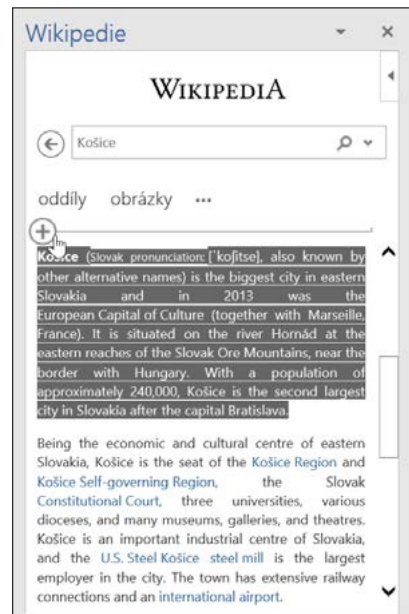 Wikipedie
WIKIPEDIA
Košice
oddíly obrázky ...
Košice (Slovak pronunciation: [ˈkoʃitse], also known by
other alternative names) is the biggest city in eastern
Slovakia and in 2013 was the
European Capital of Culture (together with Marseille,
France). It is situated on the river Hornád at the
eastern reaches of the Slovak Ore Mountains, near the
border with Hungary. With a population of
approximately 240,000, Košice is the second largest
city in Slovakia after the capital Bratislava.
Being the economic and cultural centre of eastern
Slovakia, Košice is the seat of the Košice Region and
Košice Self-governing Region, the Slovak
Constitutional Court, three universities, various
dioceses, and many museums, galleries, and theatres.
Košice is an important industrial centre of Slovakia,
and the U.S. Steel Košice steel mill is the largest
employer in the city. The town has extensive railway
connections and an international airport.